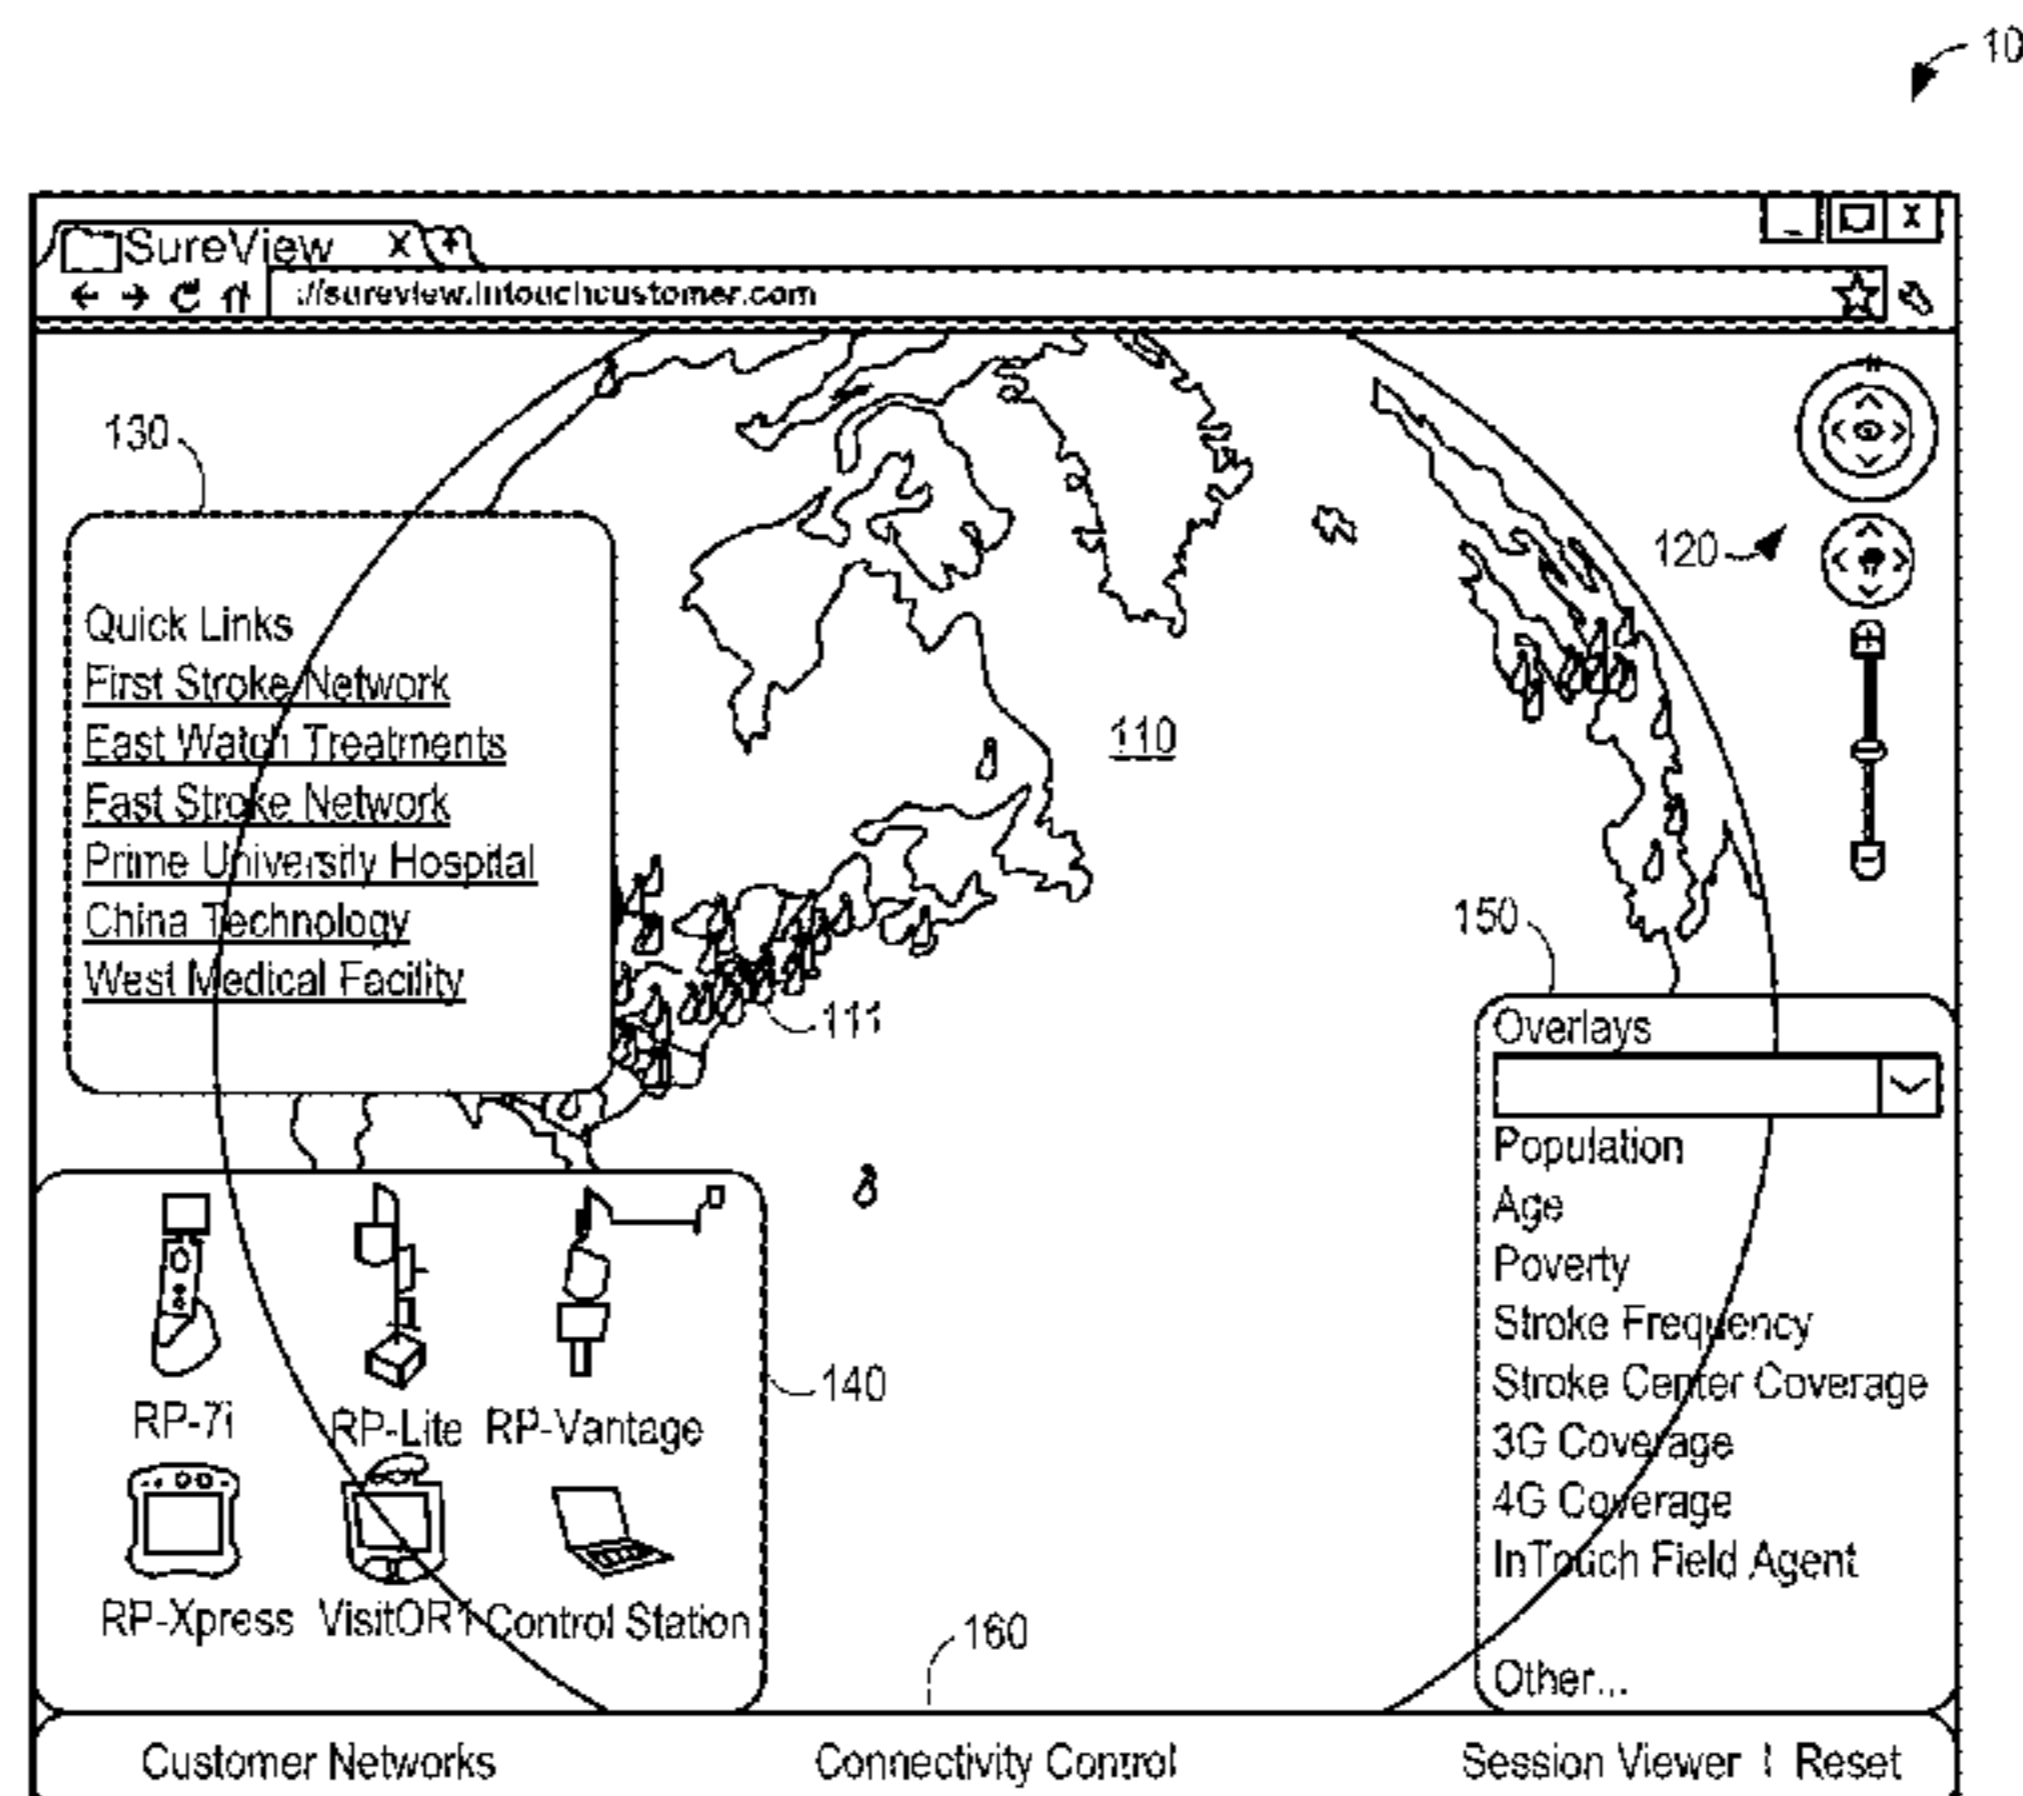 10
SureView X +
://sureview.intouchcustomer.com
N
130
120
Quick Links
First Stroke Network
East Watch Treatments
Fast Stroke Network
Prime University Hospital
China Technology
West Medical Facility
110
111
150
Overlays
Population
Age
Poverty
Stroke Frequency
Stroke Center Coverage
3G Coverage
4G Coverage
InTouch Field Agent
Other...
RP-7i RP-Lite RP-Vantage
140
RP-Xpress VisitOR1 Control Station
160
Customer Networks Connectivity Control Session Viewer | Reset